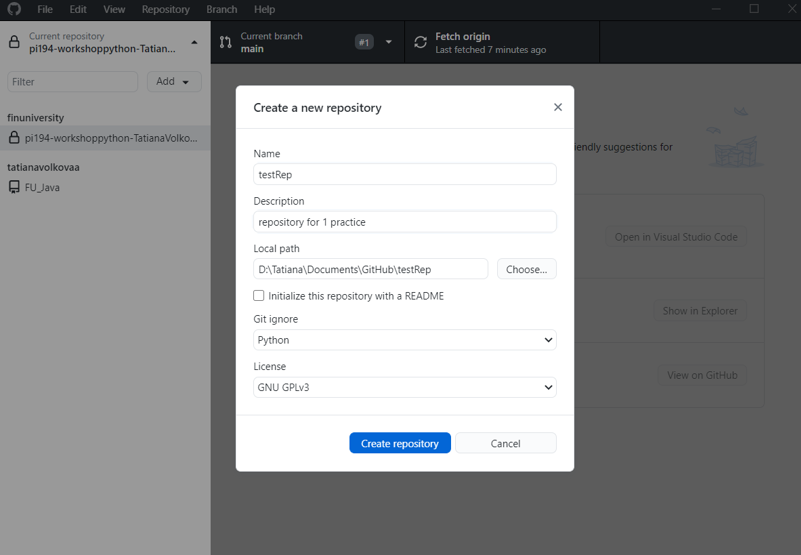 File Edit View Repository Branch Help
Current repository
pi194-workshoppython-Tatian...
Current branch
main
#1
Fetch origin
Last fetched 7 minutes ago
Filter
Add
finuniversity
pi194-workshoppython-TatianaVolko...
tatianavolkovaa
FU_Java
Create a new repository
Name
testRep
Description
repository for 1 practice
Local path
D:\Tatiana\Documents\GitHub\testRep
Choose...
Initialize this repository with a README
Git ignore
Python
License
GNU GPLv3
Create repository
Cancel
iendly suggestions for
Open in Visual Studio Code
Show in Explorer
View on GitHub